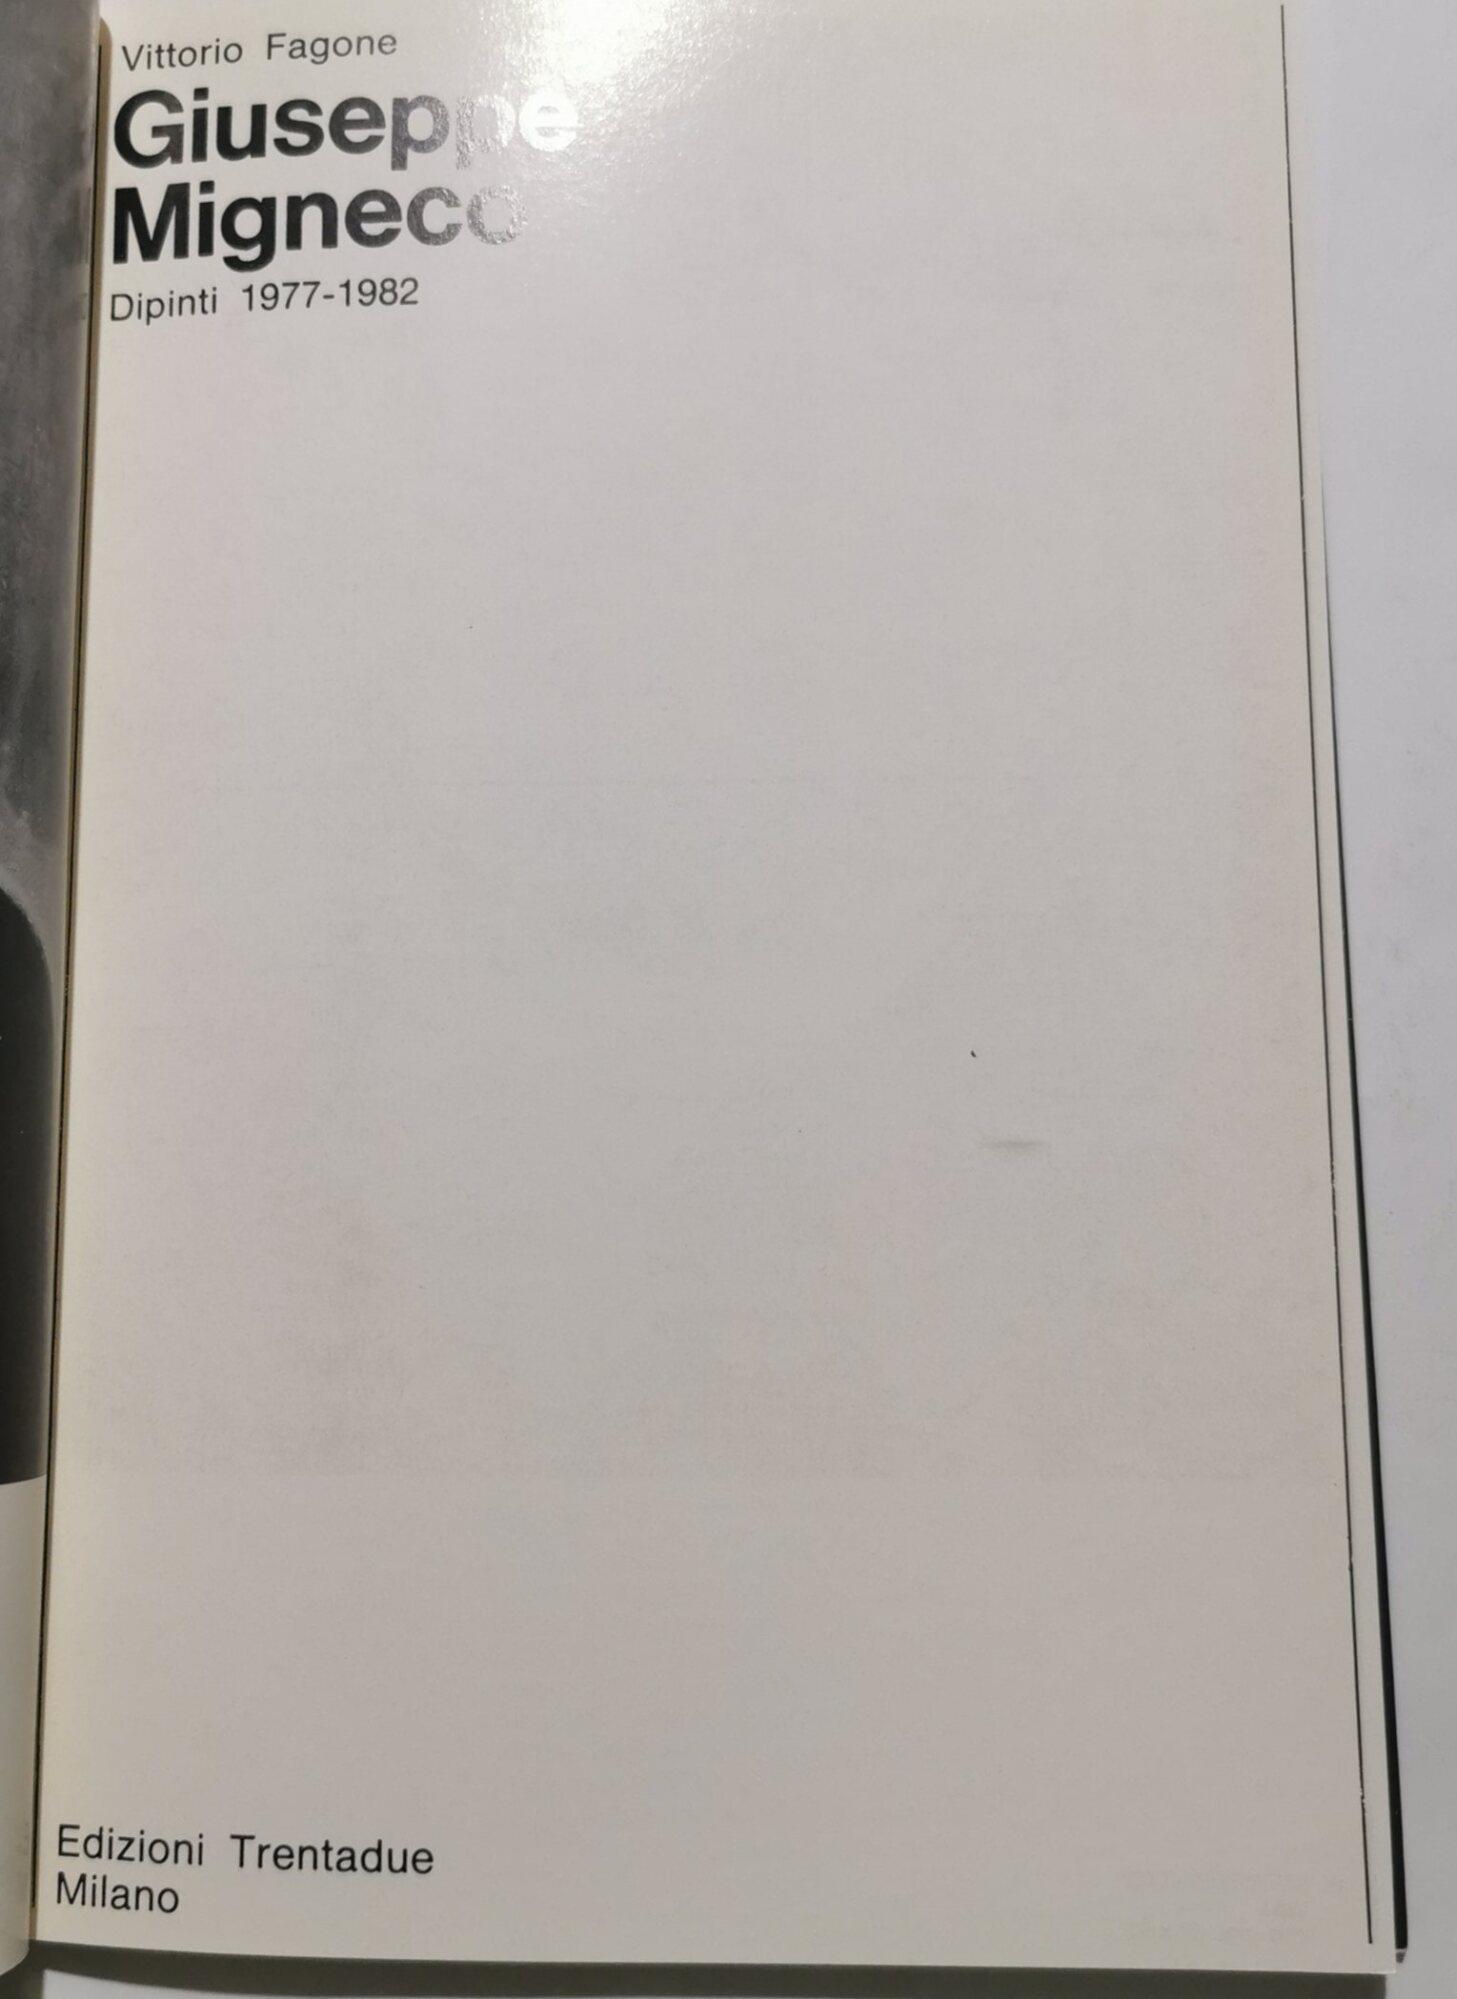 Vittorio Fagone
Giuseppe
Migneco
Dipinti 1977-1982
Edizioni Trentadue
Milano